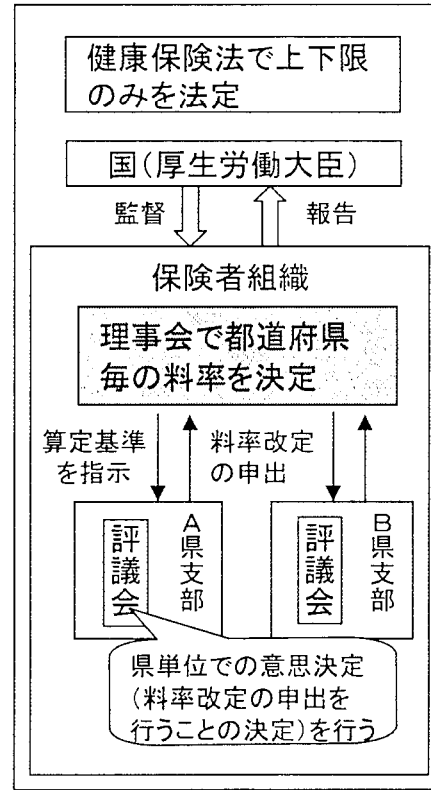 健康保険法で上下限
のみを法定
国(厚生労働大臣)
監督
報告
保険者組織
理事会で都道府県
毎の料率を決定
算定基準
を指示
料率改定
の申出
評議会
A県支部
評議会
B県支部
県単位での意思決定
(料率改定の申出を
行うことの決定)を行う